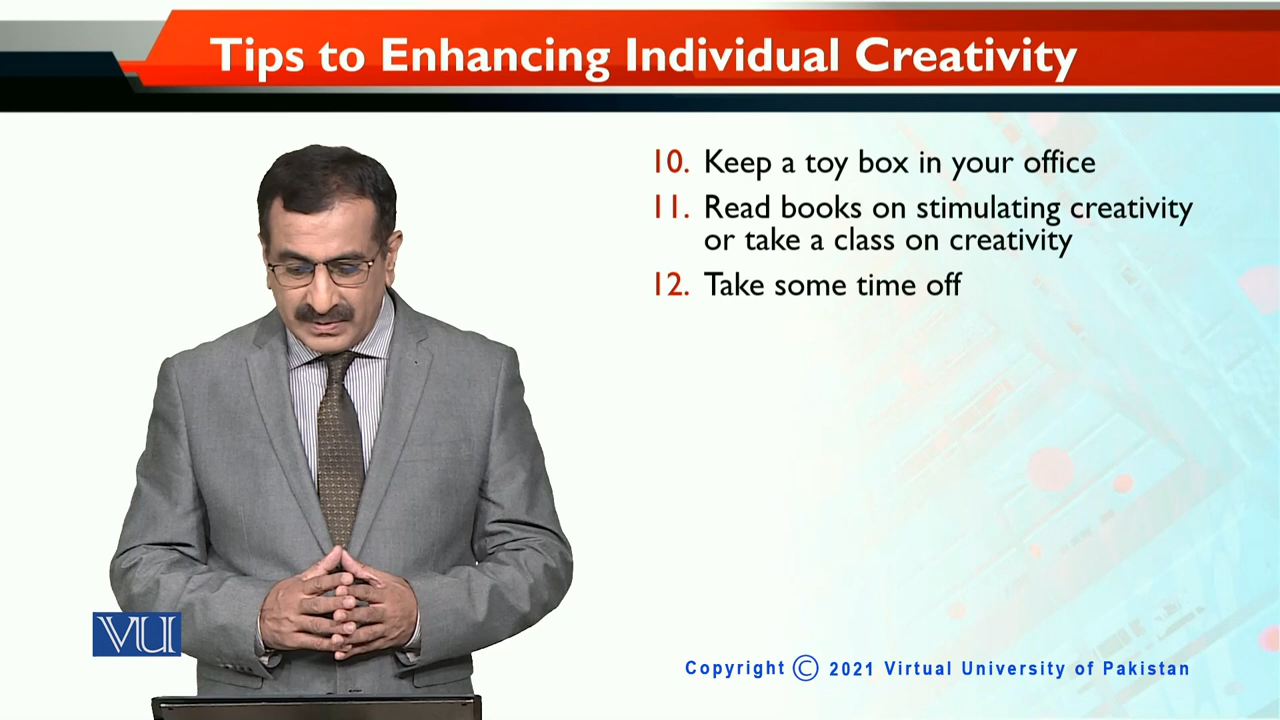 Tips to Enhancing Individual Creativity
10. Keep a toy box in your office
11. Read books on stimulating creativity
or take a class on creativity
12. Take some time off
VU
Copyright © 2021 Virtual University of Pakistan